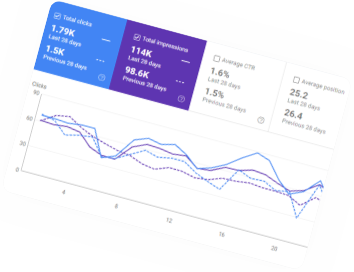 Total clicks
1.79K
Last 28 days
1.5K
Previous 28 days
Total impressions
114K
Last 28 days
98.6K
Previous 28 days
Average CTR
1.6%
Last 28 days
1.5%
Previous 28 days
Average position
25.2
Last 28 days
26.4
Previous 28 days
Clicks
90
60
30
0
4
8
12
16
20